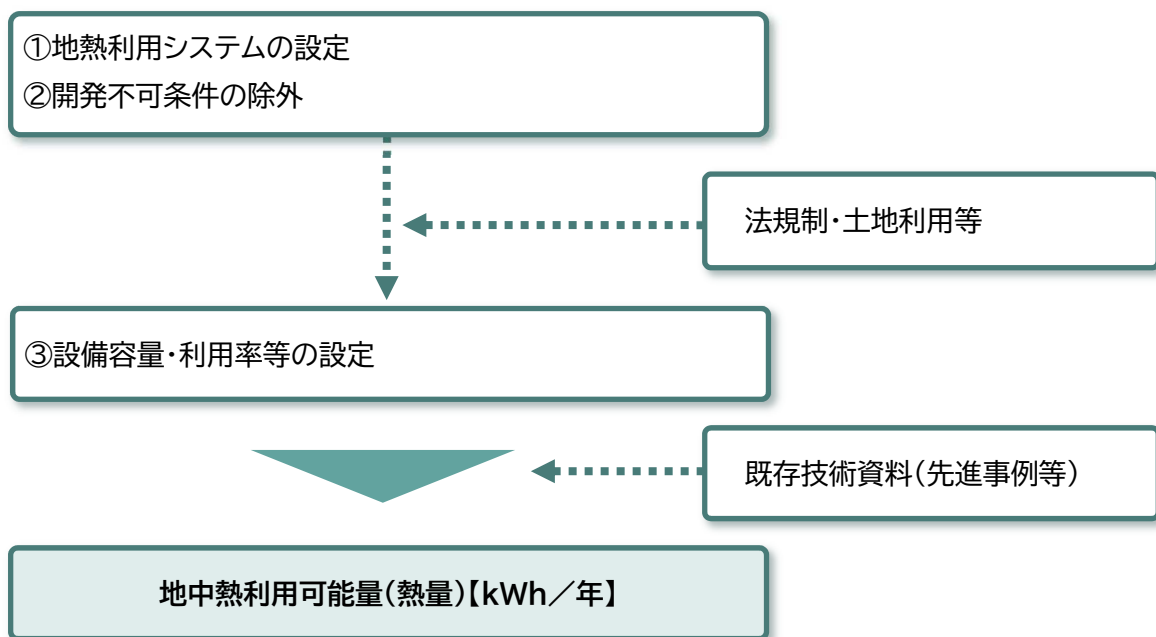 ①地熱利用システムの設定
②開発不可条件の除外
法規制・土地利用等
③設備容量・利用率等の設定
既存技術資料（先進事例等）
地中熱利用可能量（熱量）【kWh／年】